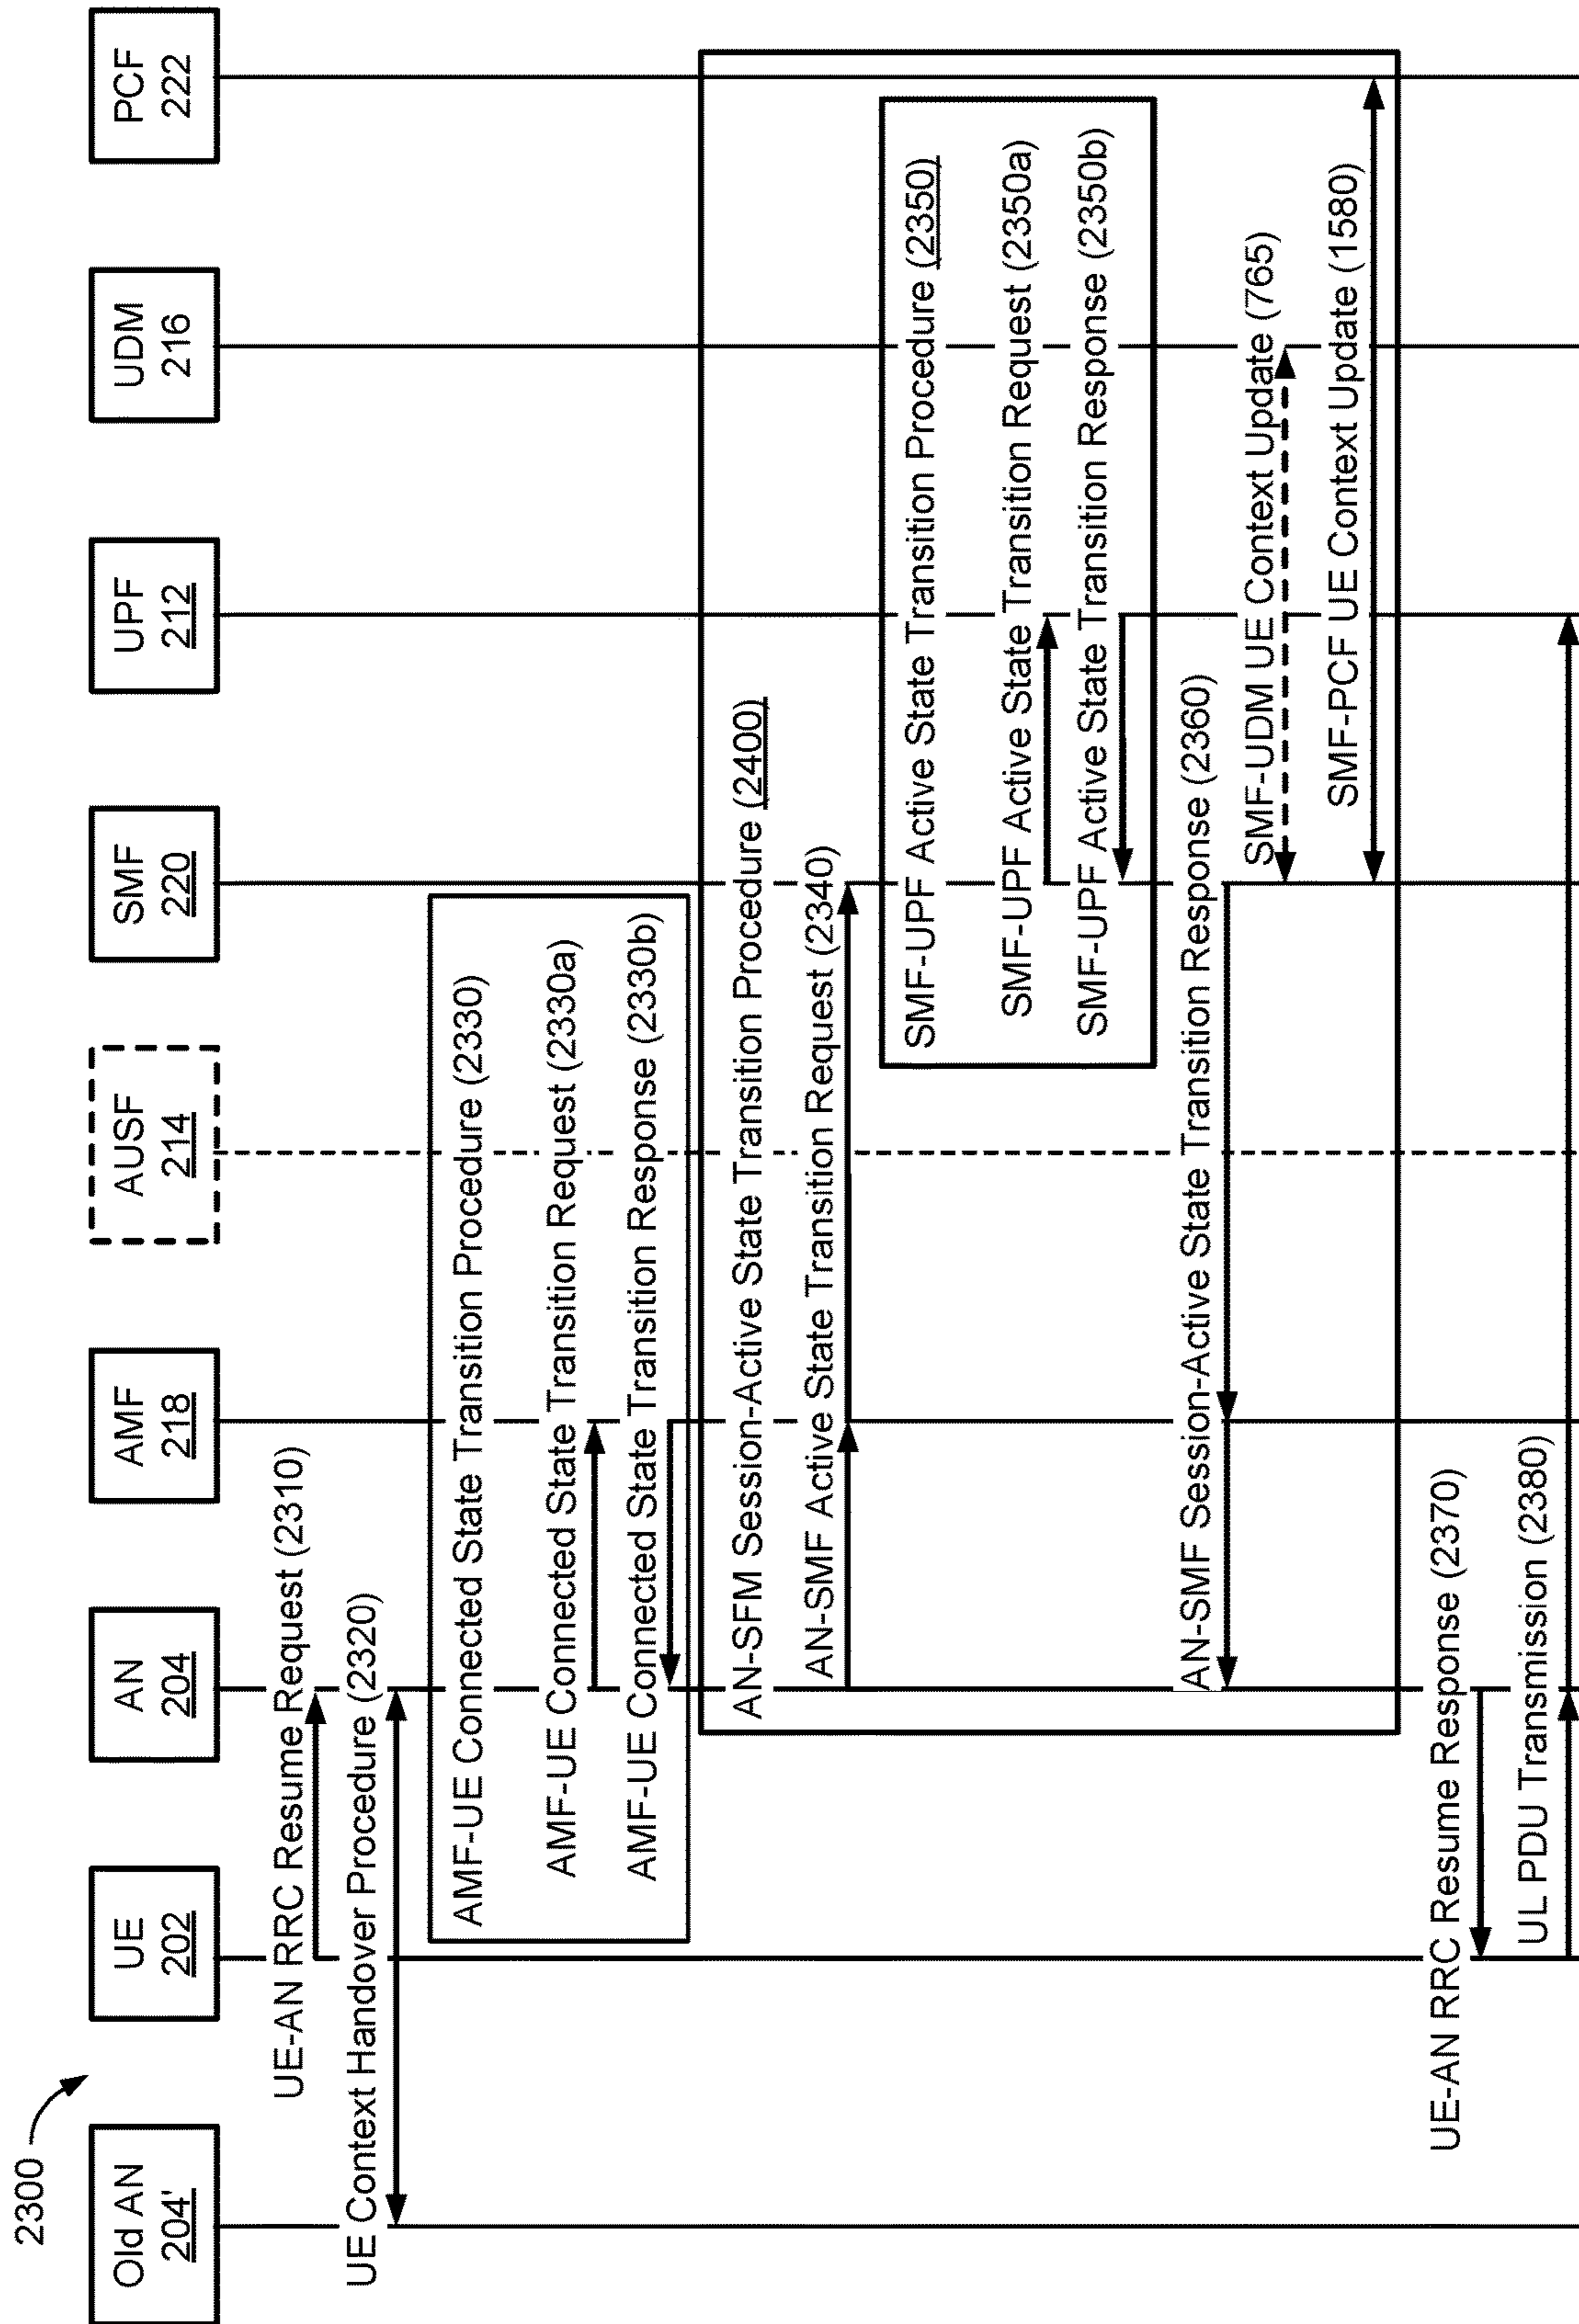 2300
Old AN
204'
UE
202
AN
204
AMF
218
AUSF
214
SMF
220
UPF
212
UDM
216
PCF
222
UE-AN RRC Resume Request (2310)
UE Context Handover Procedure (2320)
AMF-UE Connected State Transition Procedure (2330)
AMF-UE Connected State Transition Request (2330a)
AMF-UE Connected State Transition Response (2330b)
AN-SFM Session-Active State Transition Procedure (2400)
AN-SMF Active State Transition Request (2340)
SMF-UPF Active State Transition Procedure (2350)
SMF-UPF Active State Transition Request (2350a)
SMF-UPF Active State Transition Response (2350b)
AN-SMF Session-Active State Transition Response (2360)
SMF-UDM UE Context Update (765)
SMF-PCF UE Context Update (1580)
UE-AN RRC Resume Response (2370)
UL PDU Transmission (2380)